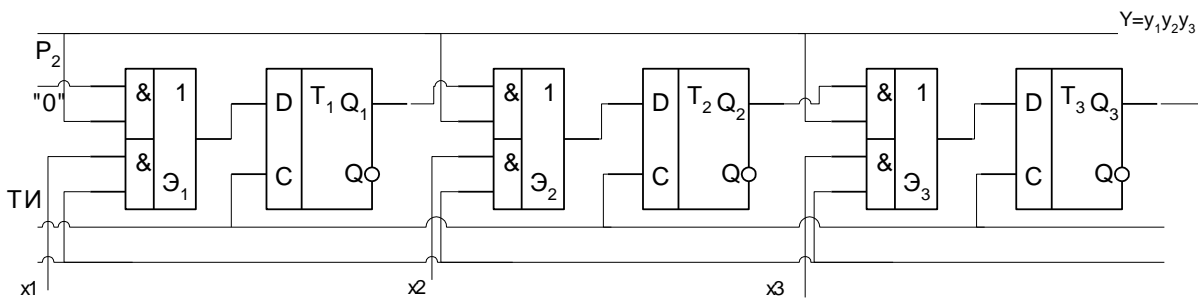 Y=y₁y₂y₃
P₂
"0"
& 1 & Э₁
D T₁ Q₁ C Q
& 1 & Э₂
D T₂ Q₂ C Q
& 1 & Э₃
D T₃ Q₃ C Q
ТИ
x1 x2 x3